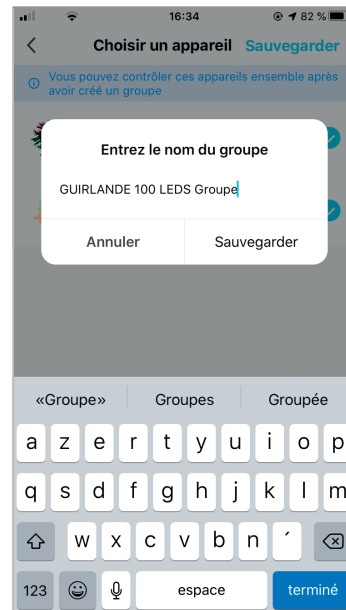 16:34
82 %
Choisir un appareil Sauvegarder
Vous pouvez contrôler ces appareils ensemble après
avoir créé un groupe
Entrez le nom du groupe
GUIRLANDE 100 LEDS Groupe
Annuler Sauvegarder
«Groupe» Groupes Groupée
a z e r t y u i o p
q s d f g h j k l m
w x c v b n ´
123 espace terminé